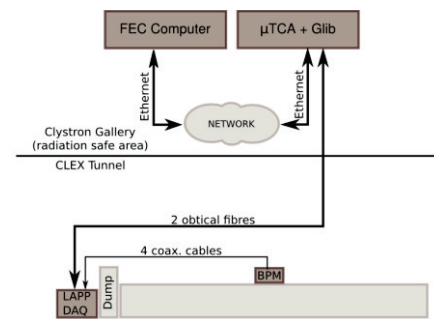 FEC Computer
μTCA + Glib
Ethernet
Ethernet
NETWORK
Clystron Gallery
(radiation safe area)
CLEX Tunnel
2 obtical fibres
4 coax. cables
BPM
LAPP
DAQ
Dump